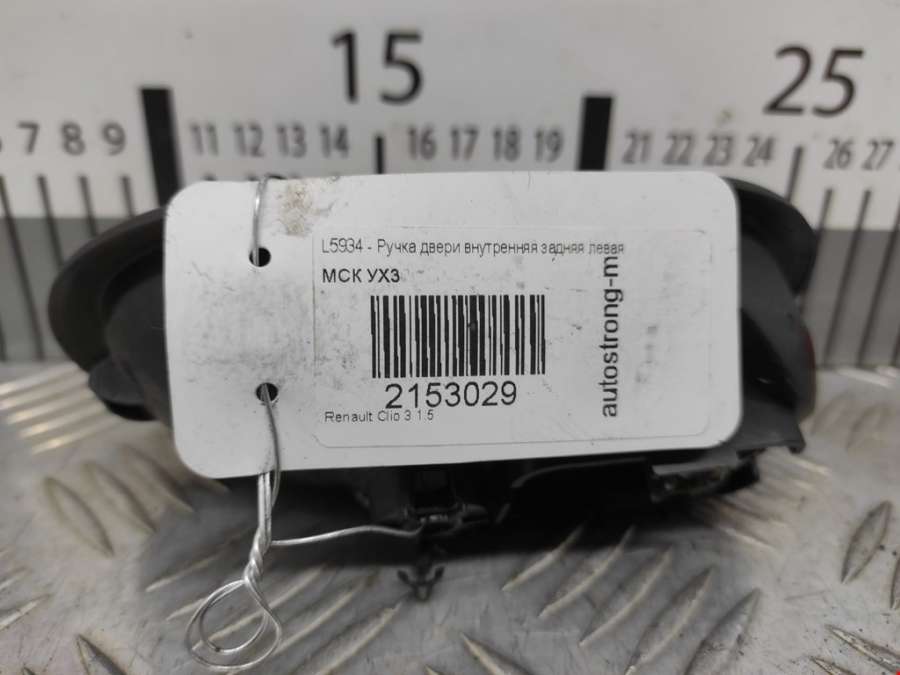 15
25
7 8 9 11 12 13 14 16 17 18 19 21 22 23 24 26 27
L5934 - Ручка двери внутренняя задняя левая
МСК УХ3
2153029
Renault Clio 3 1.5
autostrong-m